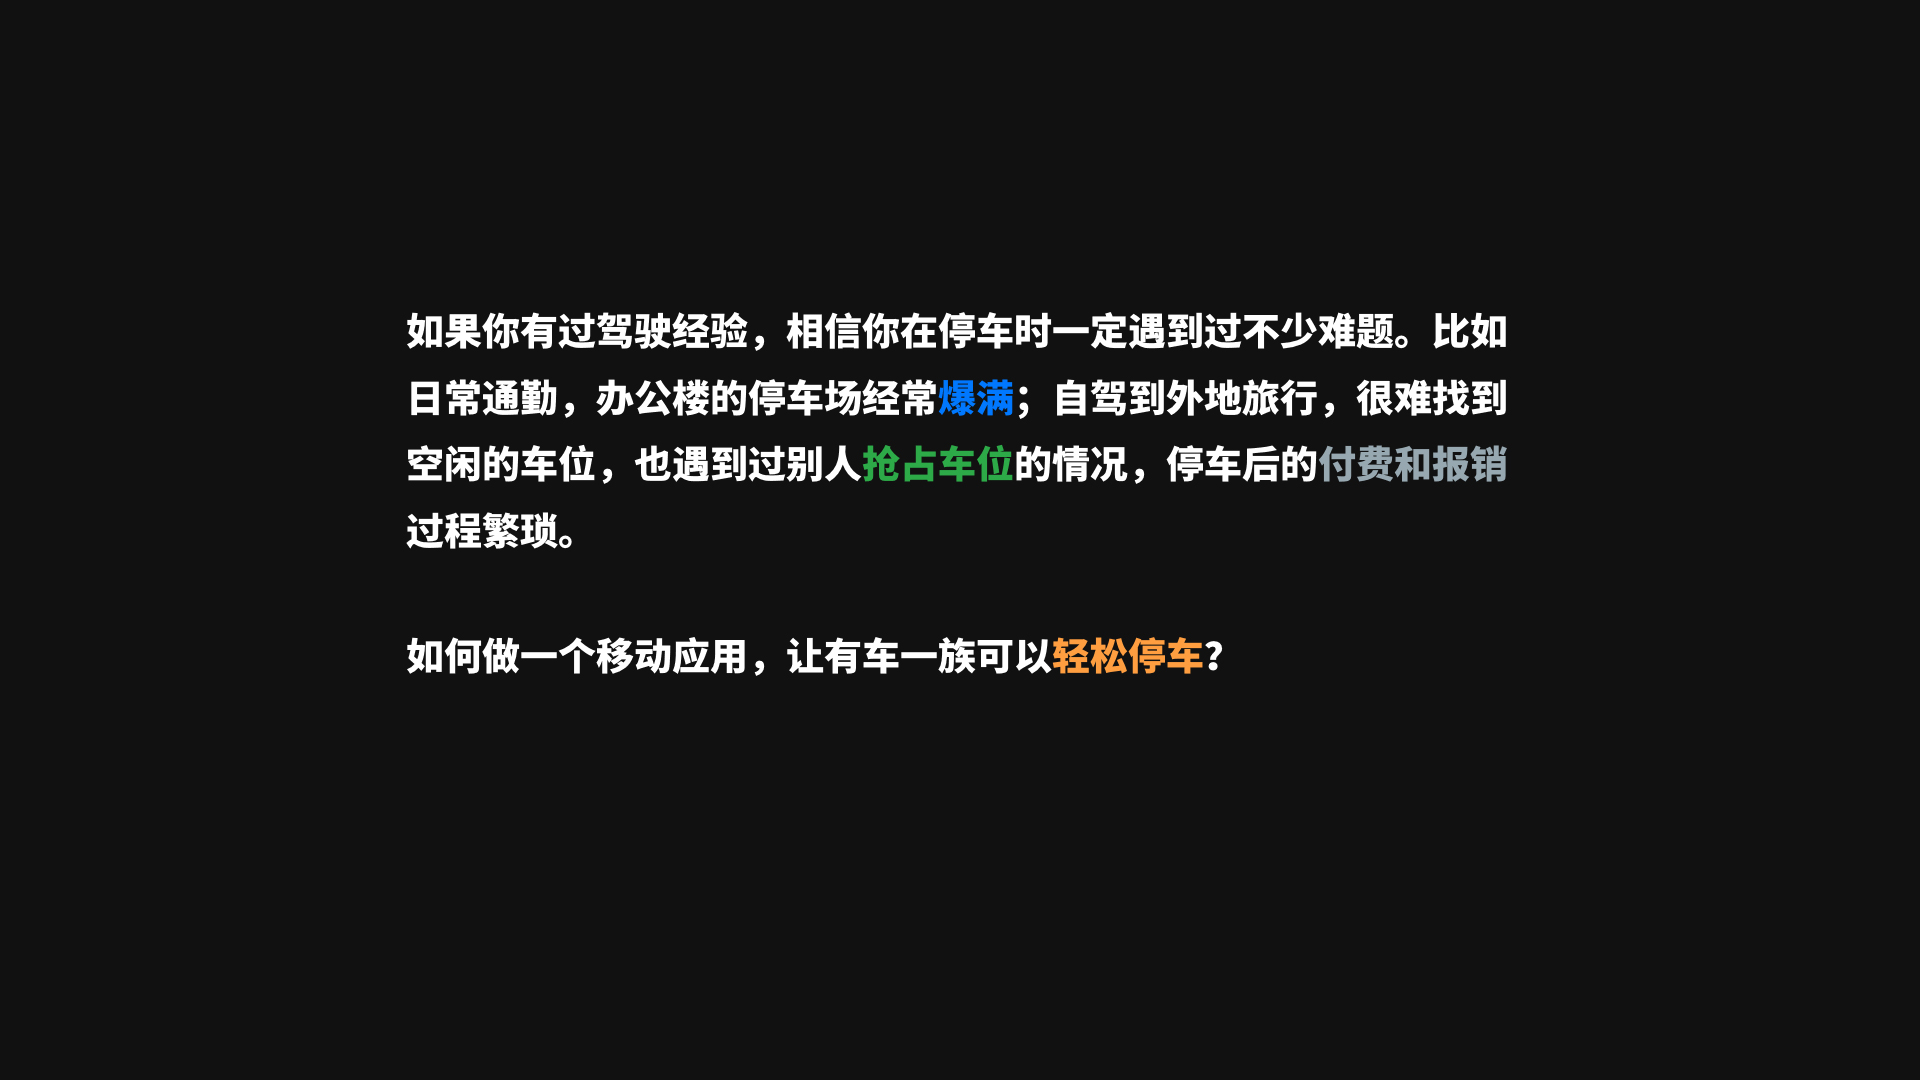 如果你有过驾驶经验，相信你在停车时一定遇到过不少难题。比如
日常通勤，办公楼的停车场经常爆满；自驾到外地旅行，很难找到
空闲的车位，也遇到过别人抢占车位的情况，停车后的付费和报销
过程繁琐。
如何做一个移动应用，让有车一族可以轻松停车？